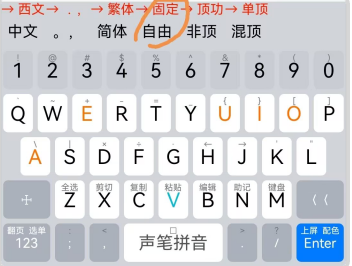 → 西文 → . , → 繁体 → 固定 → 顶功 → 单顶
中文 。, 简体 自由 非顶 混顶
! @ # $ % ^ & * ( )
1 2 3 4 5 6 7 8 9 0
Q W E R T Y U I O P
A S D F G H J K L
全选 剪切 复制 粘贴 编辑 助记 键盘
Z X C V B N M 〈〈
翻页 选单 : < □ > ? 上屏 配色
123 ; , 声笔拼音 . / Enter